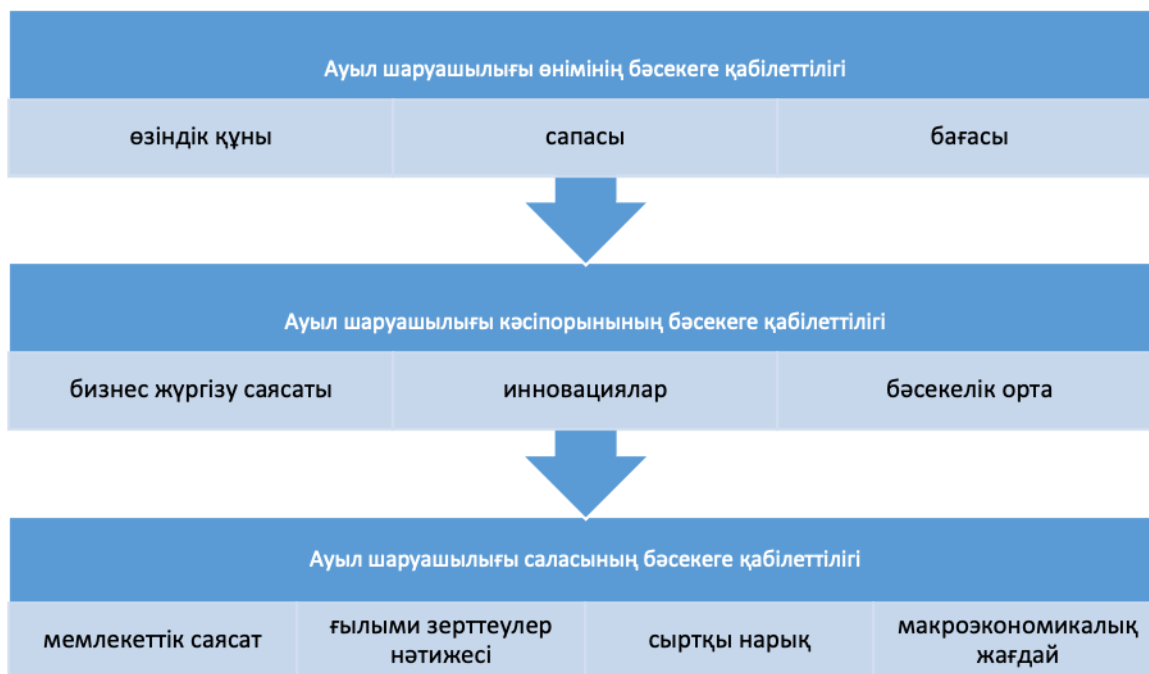 Ауыл шаруашылығы өнімінің бәсекеге қабілеттілігі
өзіндік құны
сапасы
бағасы
Ауыл шаруашылығы кәсіпорынының бәсекеге қабілеттілігі
бизнес жүргізу саясаты
инновациялар
бәсекелік орта
Ауыл шаруашылығы саласының бәсекеге қабілеттілігі
мемлекеттік саясат
ғылыми зерттеулер
нәтижесі
сыртқы нарық
макроэкономикалық
жағдай